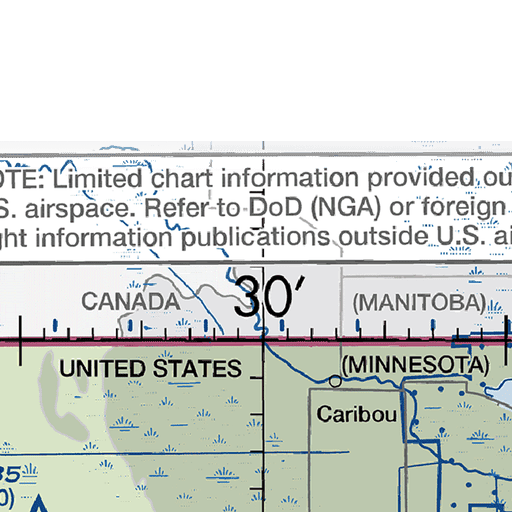 OTE: Limited chart information provided ou
S. airspace. Refer to DoD (NGA) or foreign
ght information publications outside U.S. ai
CANADA 30′ (MANITOBA)
UNITED STATES (MINNESOTA)
Caribou
85
0)